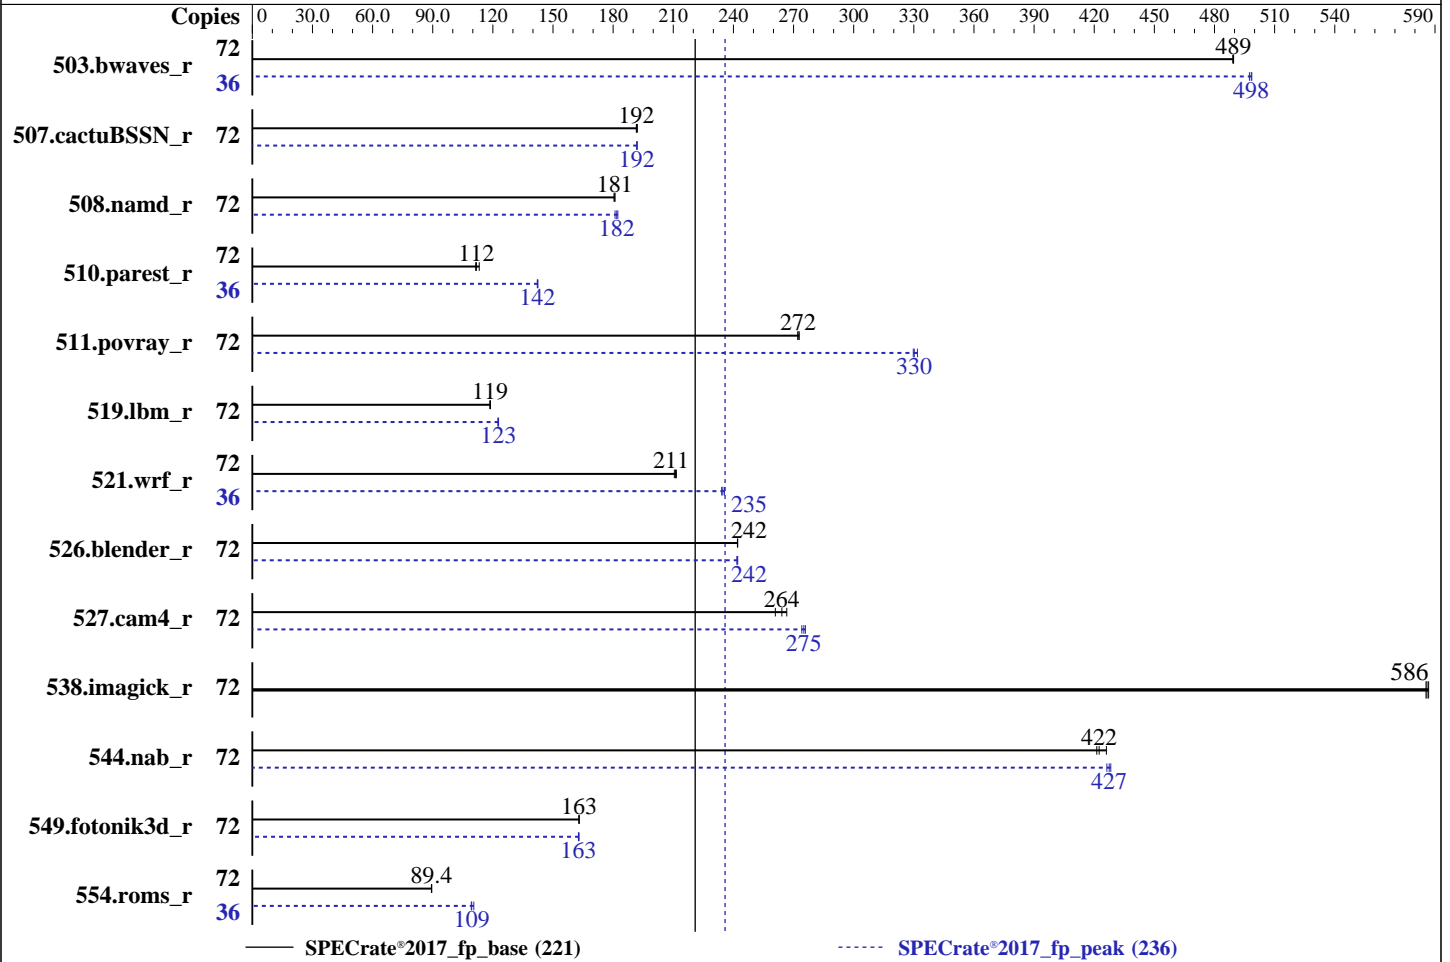 Copies 0 30.0 60.0 90.0 120 150 180 210 240 270 300 330 360 390 420 450 480 510 540 590
503.bwaves_r 72 489
36 498
507.cactuBSSN_r 72 192
192
508.namd_r 72 181
182
510.parest_r 72 112
36 142
511.povray_r 72 272
330
519.lbm_r 72 119
123
521.wrf_r 72 211
36 235
526.blender_r 72 242
242
527.cam4_r 72 264
275
538.imagick_r 72 586
544.nab_r 72 422
427
549.fotonik3d_r 72 163
163
554.roms_r 72 89.4
36 109
SPECrate®2017_fp_base (221) SPECrate®2017_fp_peak (236)